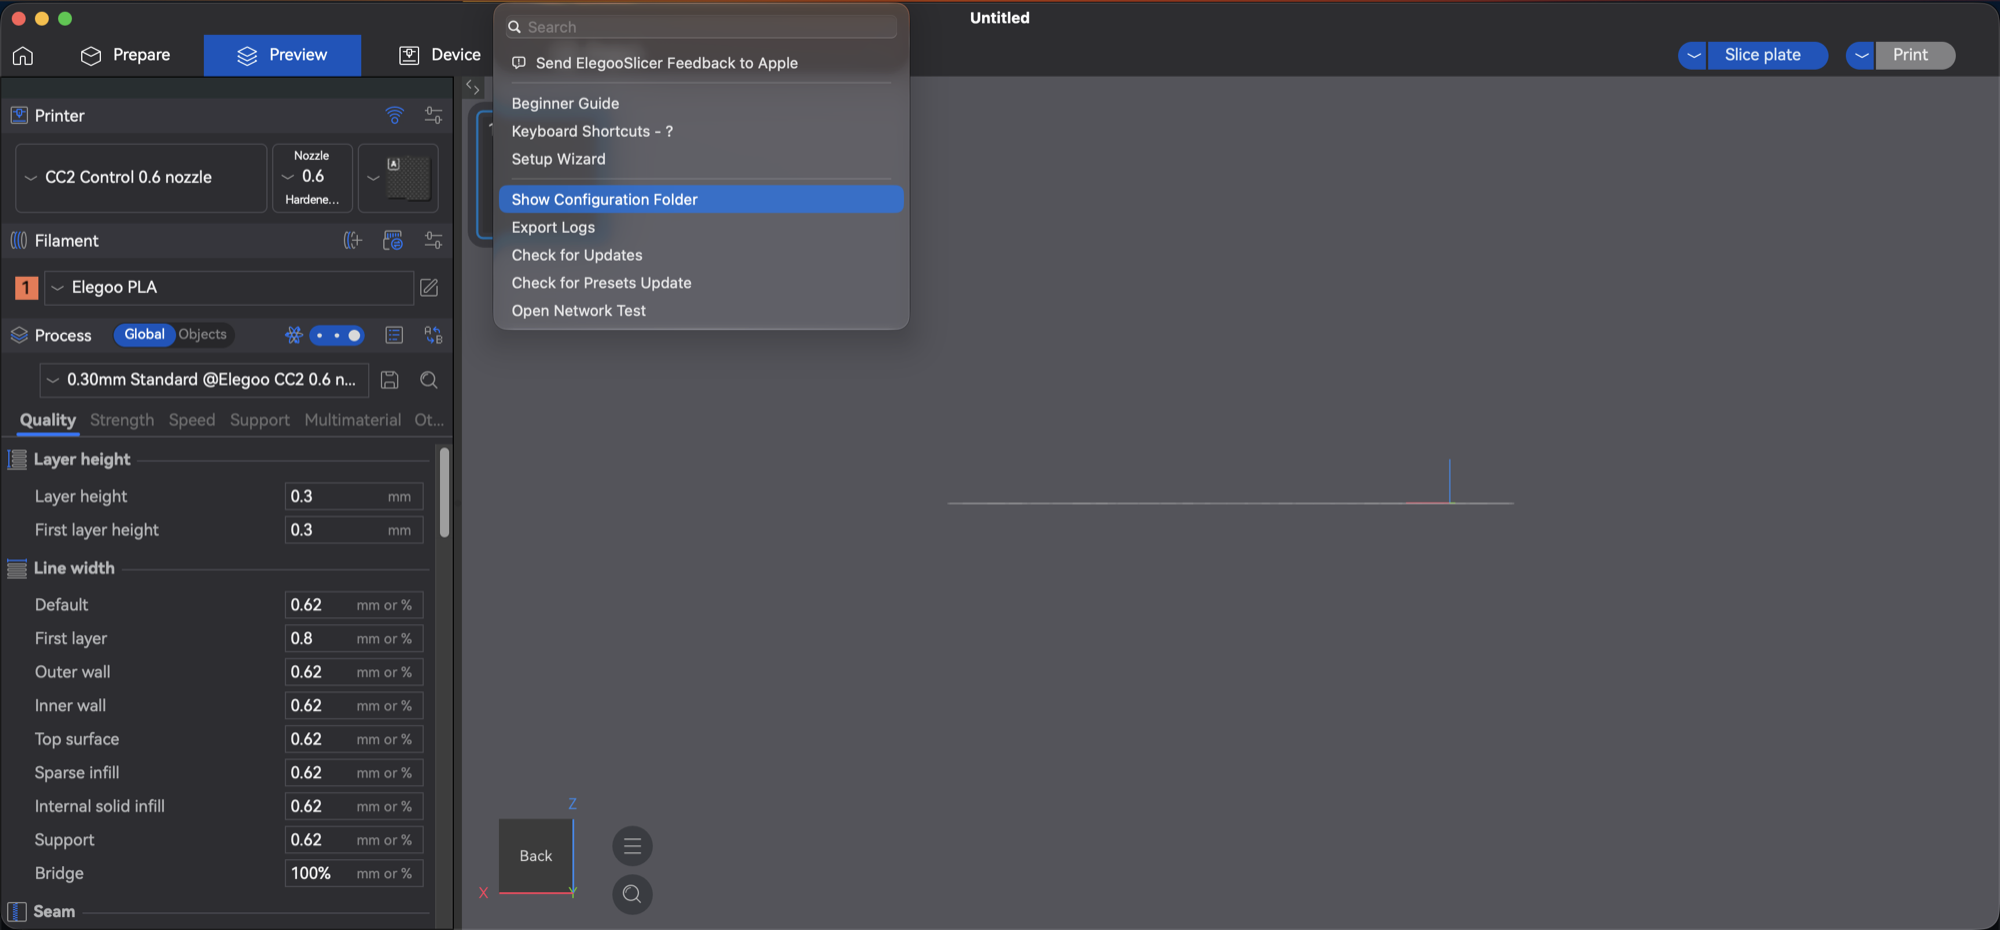 Untitled
Prepare
Preview
Device
Slice plate
Print
Search
Send ElegooSlicer Feedback to Apple
Beginner Guide
Keyboard Shortcuts - ?
Setup Wizard
Show Configuration Folder
Export Logs
Check for Updates
Check for Presets Update
Open Network Test
Printer
CC2 Control 0.6 nozzle
Nozzle
0.6
Hardene...
A
Filament
1
Elegoo PLA
Process
Global
Objects
0.30mm Standard @Elegoo CC2 0.6 n...
Quality Strength Speed Support Multimaterial Ot...
Layer height
Layer height 0.3 mm
First layer height 0.3 mm
Line width
Default 0.62 mm or %
First layer 0.8 mm or %
Outer wall 0.62 mm or %
Inner wall 0.62 mm or %
Top surface 0.62 mm or %
Sparse infill 0.62 mm or %
Internal solid infill 0.62 mm or %
Support 0.62 mm or %
Bridge 100% mm or %
Seam
Z
Back
X
Y